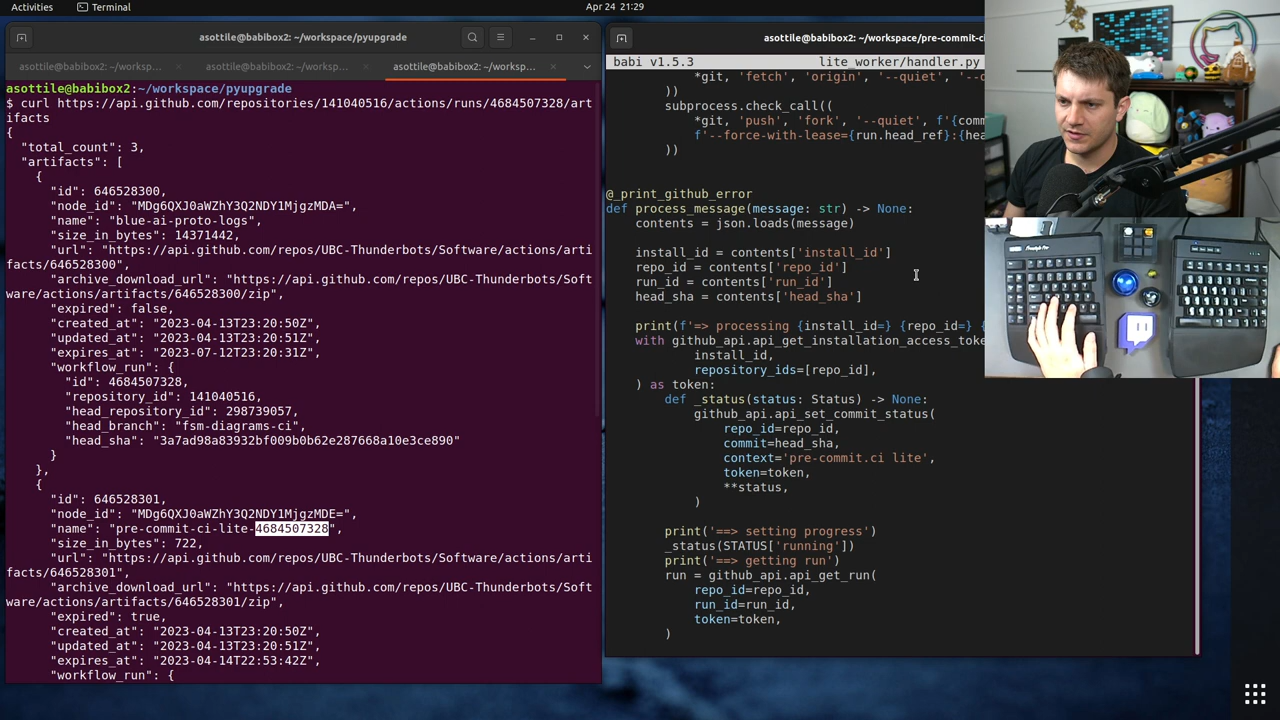 Activities
Terminal
Apr 24 21:29
asottile@babibox2: ~/workspace/pyupgrade
asottile@babibox2: ~/worksp...
asottile@babibox2: ~/worksp...
asottile@babibox2: ~/worksp...
asottile@babibox2:~/workspace/pyupgrade
$ curl https://api.github.com/repositories/141040516/actions/runs/4684507328/art
ifacts
{
"total_count": 3,
"artifacts": [
{
"id": 646528300,
"node_id": "MDg6QXJ0aWZhY3Q2NDY1MjgzMDA=",
"name": "blue-ai-proto-logs",
"size_in_bytes": 14371442,
"url": "https://api.github.com/repos/UBC-Thunderbots/Software/actions/arti
facts/646528300",
"archive_download_url": "https://api.github.com/repos/UBC-Thunderbots/Soft
ware/actions/artifacts/646528300/zip",
"expired": false,
"created_at": "2023-04-13T23:20:50Z",
"updated_at": "2023-04-13T23:20:51Z",
"expires_at": "2023-07-12T23:20:31Z",
"workflow_run": {
"id": 4684507328,
"repository_id": 141040516,
"head_repository_id": 298739057,
"head_branch": "fsm-diagrams-ci",
"head_sha": "3a7ad98a83932bf009b0b62e287668a10e3ce890"
}
},
{
"id": 646528301,
"node_id": "MDg6QXJ0aWZhY3Q2NDY1MjgzMDE=",
"name": "pre-commit-ci-lite-4684507328",
"size_in_bytes": 722,
"url": "https://api.github.com/repos/UBC-Thunderbots/Software/actions/arti
facts/646528301",
"archive_download_url": "https://api.github.com/repos/UBC-Thunderbots/Soft
ware/actions/artifacts/646528301/zip",
"expired": true,
"created_at": "2023-04-13T23:20:50Z",
"updated_at": "2023-04-13T23:20:51Z",
"expires_at": "2023-04-14T22:53:42Z",
"workflow_run": {
asottile@babibox2: ~/workspace/pre-commit-ci
babi v1.5.3
lite_worker/handler.py
*git, 'fetch', 'origin', '--quiet', '--d
))
subprocess.check_call((
*git, 'push', 'fork', '--quiet', f'{comm
f'--force-with-lease={run.head_ref}:{hea
))
@_print_github_error
def process_message(message: str) -> None:
contents = json.loads(message)
install_id = contents['install_id']
repo_id = contents['repo_id']
run_id = contents['run_id']
head_sha = contents['head_sha']
print(f'=> processing {install_id=} {repo_id=} {
with github_api.api_get_installation_access_toke
install_id,
repository_ids=[repo_id],
) as token:
def _status(status: Status) -> None:
github_api.api_set_commit_status(
repo_id=repo_id,
commit=head_sha,
context='pre-commit.ci lite',
token=token,
**status,
)
print('==> setting progress')
_status(STATUS['running'])
print('==> getting run')
run = github_api.api_get_run(
repo_id=repo_id,
run_id=run_id,
token=token,
)